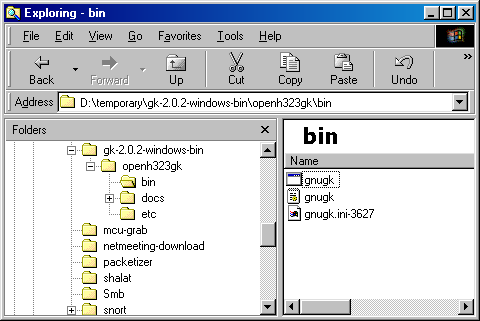 Exploring - bin
File Edit View Go Favorites Tools Help
Back Forward Up Cut Copy Paste Undo
Address D:\temporary\gk-2.0.2-windows-bin\openh323gk\bin
Folders
gk-2.0.2-windows-bin
openh323gk
bin
docs
etc
mcu-grab
netmeeting-download
packetizer
shalat
Smb
snort
bin
Name
gnugk
gnugk
gnugk.ini-3627